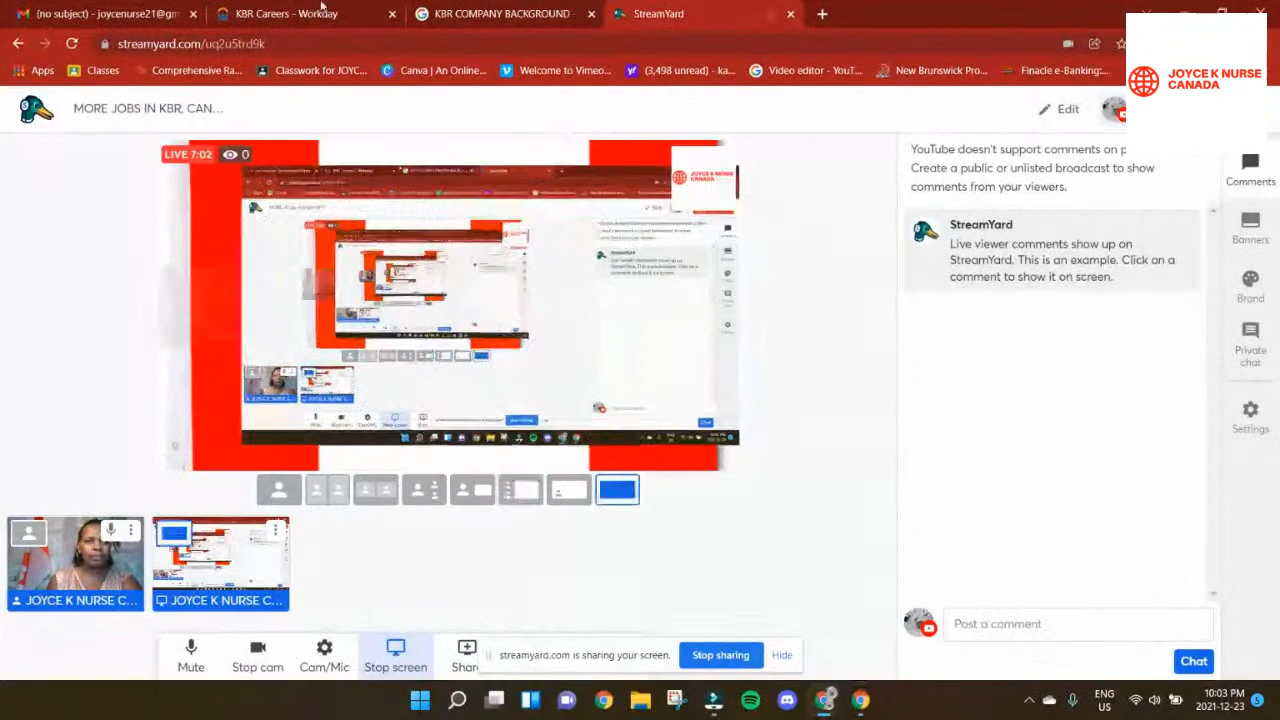 (no subject) - joycenurse21@gm
KBR Careers - Workday
KBR COMPANY BACKGROUND -
StreamYard
streamyard.com/uq2u5trd9k
Apps
Classes
Comprehensive Ra...
Classwork for JOYC...
Canva | An Online...
Welcome to Vimeo...
(3,498 unread) - ka...
Video editor - YouT...
New Brunswick Pro...
Finacle e-Banking:...
JOYCE K NURSE
CANADA
MORE JOBS IN KBR, CAN...
Edit
LIVE 7:02
0
JOYCE K NURSE
CANADA
YouTube doesn't support comments on p
Create a public or unlisted broadcast to show
comments from your viewers.
StreamYard
Live viewer comments show up on
StreamYard. This is an example. Click on a
comment to show it on screen.
Comments
Banners
Brand
Private
chat
Settings
JOYCE K NURSE C...
JOYCE K NURSE C...
Post a comment
Chat
Mute
Stop cam
Cam/Mic
Stop screen
Shar
streamyard.com is sharing your screen.
Stop sharing
Hide
ENG
US
10:03 PM
2021-12-23
5